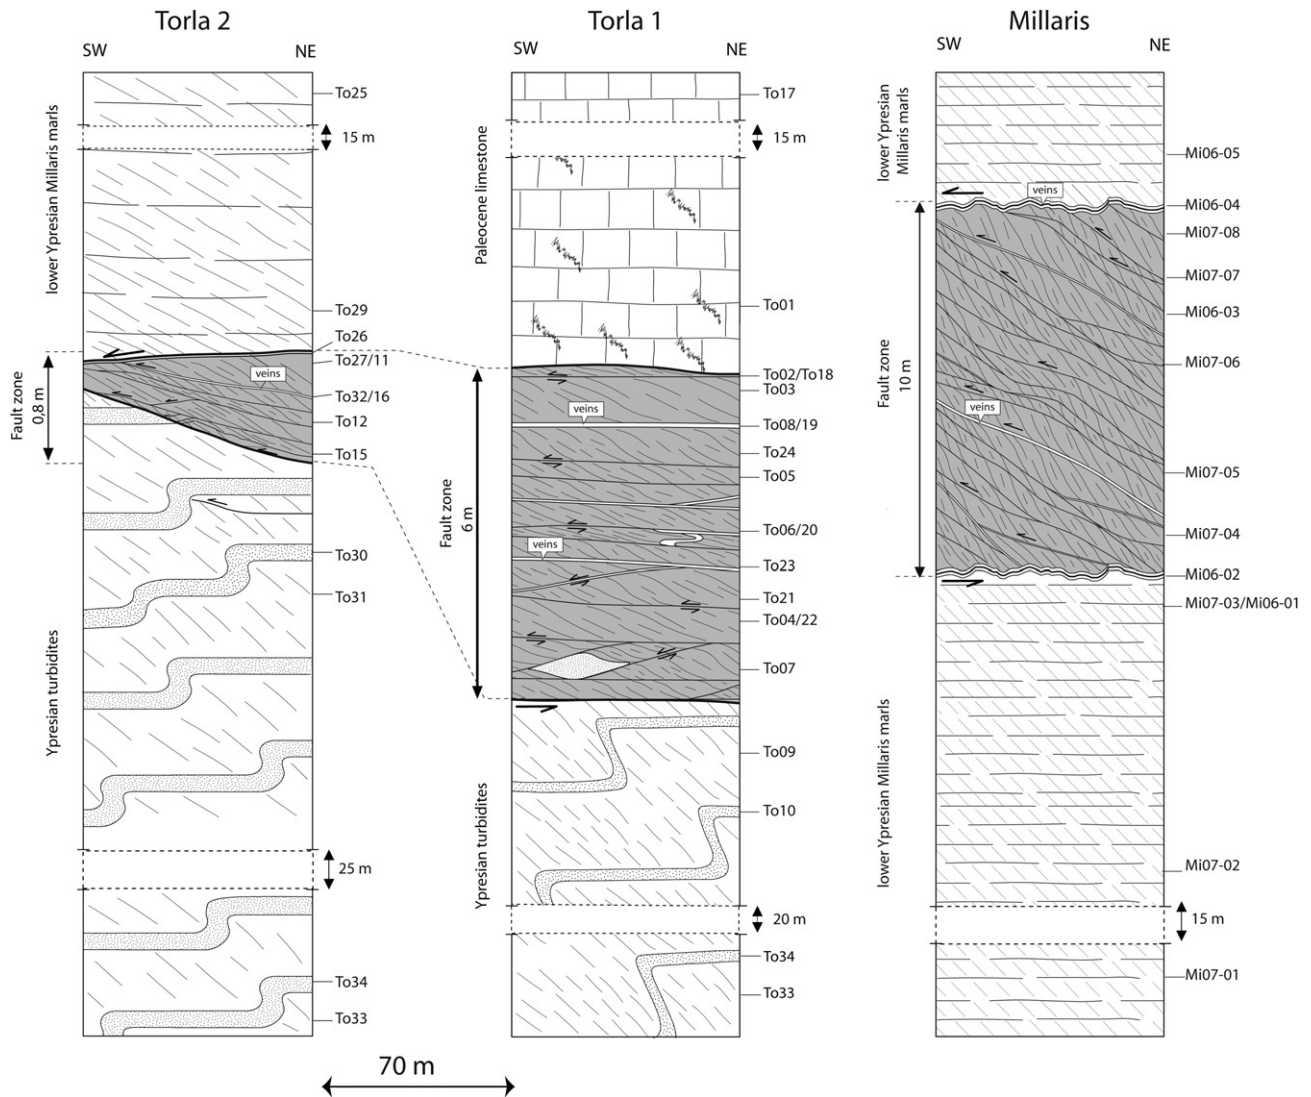 Torla 2
SW
NE
lower Ypresian Millaris marls
To25
15 m
To29
To26
To27/11
veins
To32/16
To12
To15
Fault zone
0,8 m
To30
To31
Ypresian turbidites
25 m
To34
To33
70 m
Torla 1
SW
NE
Paleocene limestone
To17
15 m
To01
To02/To18
To03
veins
To08/19
To24
To05
Fault zone
6 m
To06/20
veins
To23
To21
To04/22
To07
To09
To10
Ypresian turbidites
20 m
To34
To33
Millaris
SW
NE
lower Ypresian
Millaris marls
Mi06-05
veins
Mi06-04
Mi07-08
Mi07-07
Mi06-03
Mi07-06
Fault zone
10 m
veins
Mi07-05
Mi07-04
Mi06-02
Mi07-03/Mi06-01
lower Ypresian Millaris marls
Mi07-02
15 m
Mi07-01